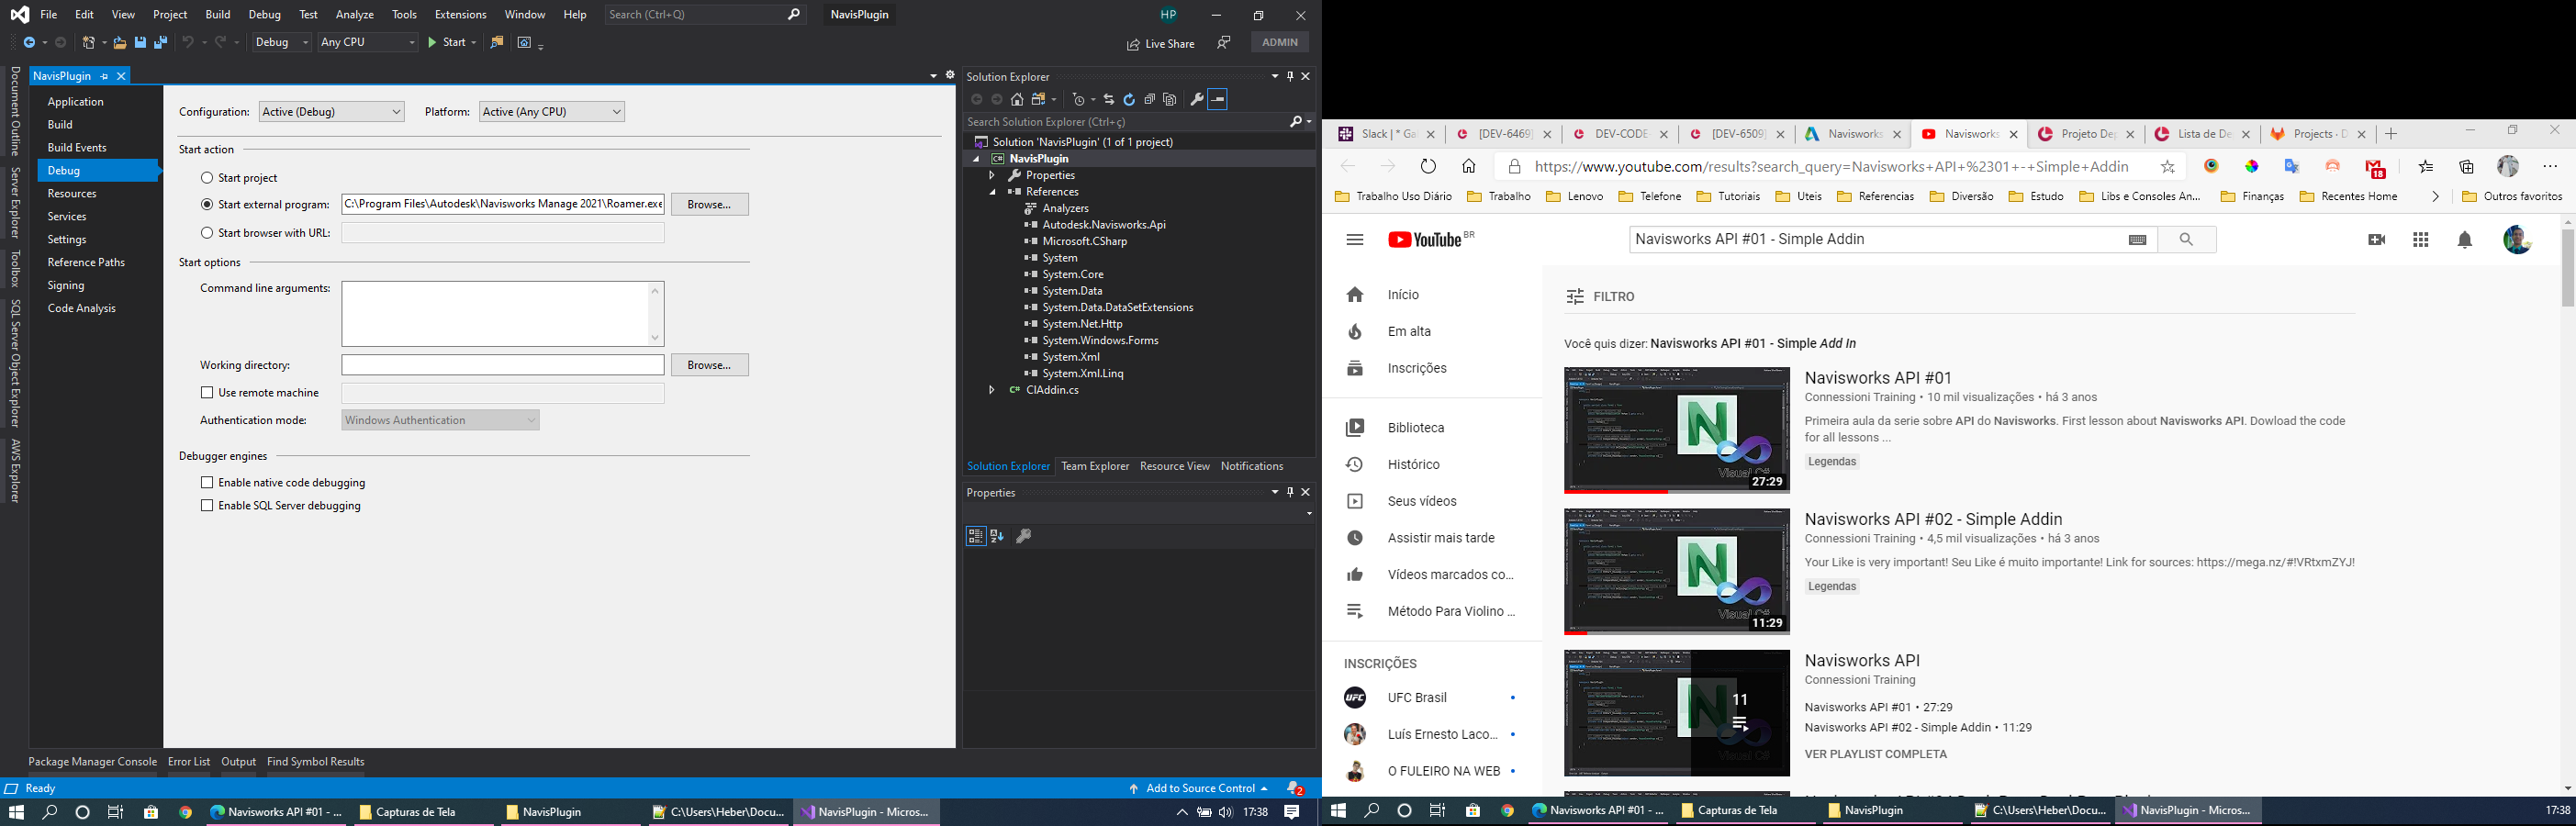 File Edit View Project Build Debug Test Analyze Tools Extensions Window Help Search (Ctrl+Q) NavisPlugin HP
Debug Any CPU Start Live Share ADMIN
Document Outline
Server Explorer
Toolbox
SQL Server Object Explorer
AWS Explorer
NavisPlugin
Application
Build
Build Events
Debug
Resources
Services
Settings
Reference Paths
Signing
Code Analysis
Configuration: Active (Debug) Platform: Active (Any CPU)
Start action
Start project
Start external program: C:\Program Files\Autodesk\Navisworks Manage 2021\Roamer.exe Browse...
Start browser with URL:
Start options
Command line arguments:
Working directory: Browse...
Use remote machine
Authentication mode: Windows Authentication
Debugger engines
Enable native code debugging
Enable SQL Server debugging
Solution Explorer
Search Solution Explorer (Ctrl+ç)
Solution 'NavisPlugin' (1 of 1 project)
C# NavisPlugin
Properties
References
Analyzers
Autodesk.Navisworks.Api
Microsoft.CSharp
System
System.Core
System.Data
System.Data.DataSetExtensions
System.Net.Http
System.Windows.Forms
System.Xml
System.Xml.Linq
C# ClAddin.cs
Solution Explorer Team Explorer Resource View Notifications
Properties
Package Manager Console Error List Output Find Symbol Results
Ready Add to Source Control 2
Navisworks API #01 - ... Capturas de Tela NavisPlugin C:\Users\Heber\Docu... NavisPlugin - Micros... 17:38
Slack | * Ga [DEV-6469] DEV-CODE [DEV-6509] Navisworks Navisworks Projeto Dep Lista de De Projects · D
https://www.youtube.com/results?search_query=Navisworks+API+%2301+-+Simple+Addin 18
Trabalho Uso Diário Trabalho Lenovo Telefone Tutoriais Uteis Referencias Diversão Estudo Libs e Consoles An... Finanças Recentes Home Outros favoritos
YouTube BR Navisworks API #01 - Simple Addin
Início
Em alta
Inscrições
Biblioteca
Histórico
Seus vídeos
Assistir mais tarde
Vídeos marcados co...
Método Para Violino ...
INSCRIÇÕES
UFC UFC Brasil
Luís Ernesto Laco...
O FULEIRO NA WEB
FILTRO
Você quis dizer: Navisworks API #01 - Simple Add In
Visual C#
27:29
Navisworks API #01
Connessioni Training • 10 mil visualizações • há 3 anos
Primeira aula da serie sobre API do Navisworks. First lesson about Navisworks API. Dowload the code
for all lessons ...
Legendas
Visual C#
11:29
Navisworks API #02 - Simple Addin
Connessioni Training • 4,5 mil visualizações • há 3 anos
Your Like is very important! Seu Like é muito importante! Link for sources: https://mega.nz/#!VRtxmZYJ!
Legendas
11
Navisworks API
Connessioni Training
Navisworks API #01 • 27:29
Navisworks API #02 - Simple Addin • 11:29
VER PLAYLIST COMPLETA
Navisworks API #01 - ... Capturas de Tela NavisPlugin C:\Users\Heber\Docu... NavisPlugin - Micros... 17:38